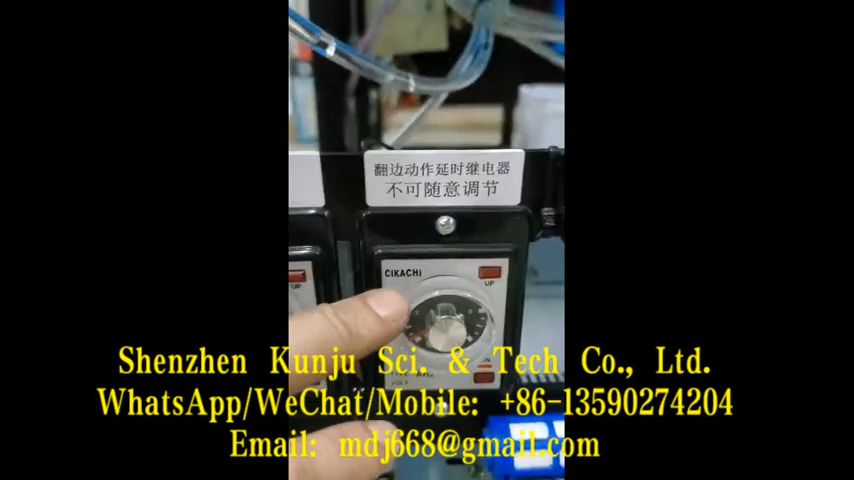 翻边动作延时继电器
不可随意调节
CIKACHI
UP
UP
Shenzhen Kunju Sci. & Tech Co., Ltd.
WhatsApp/WeChat/Mobile: +86-13590274204
Email: mdj668@gmail.com